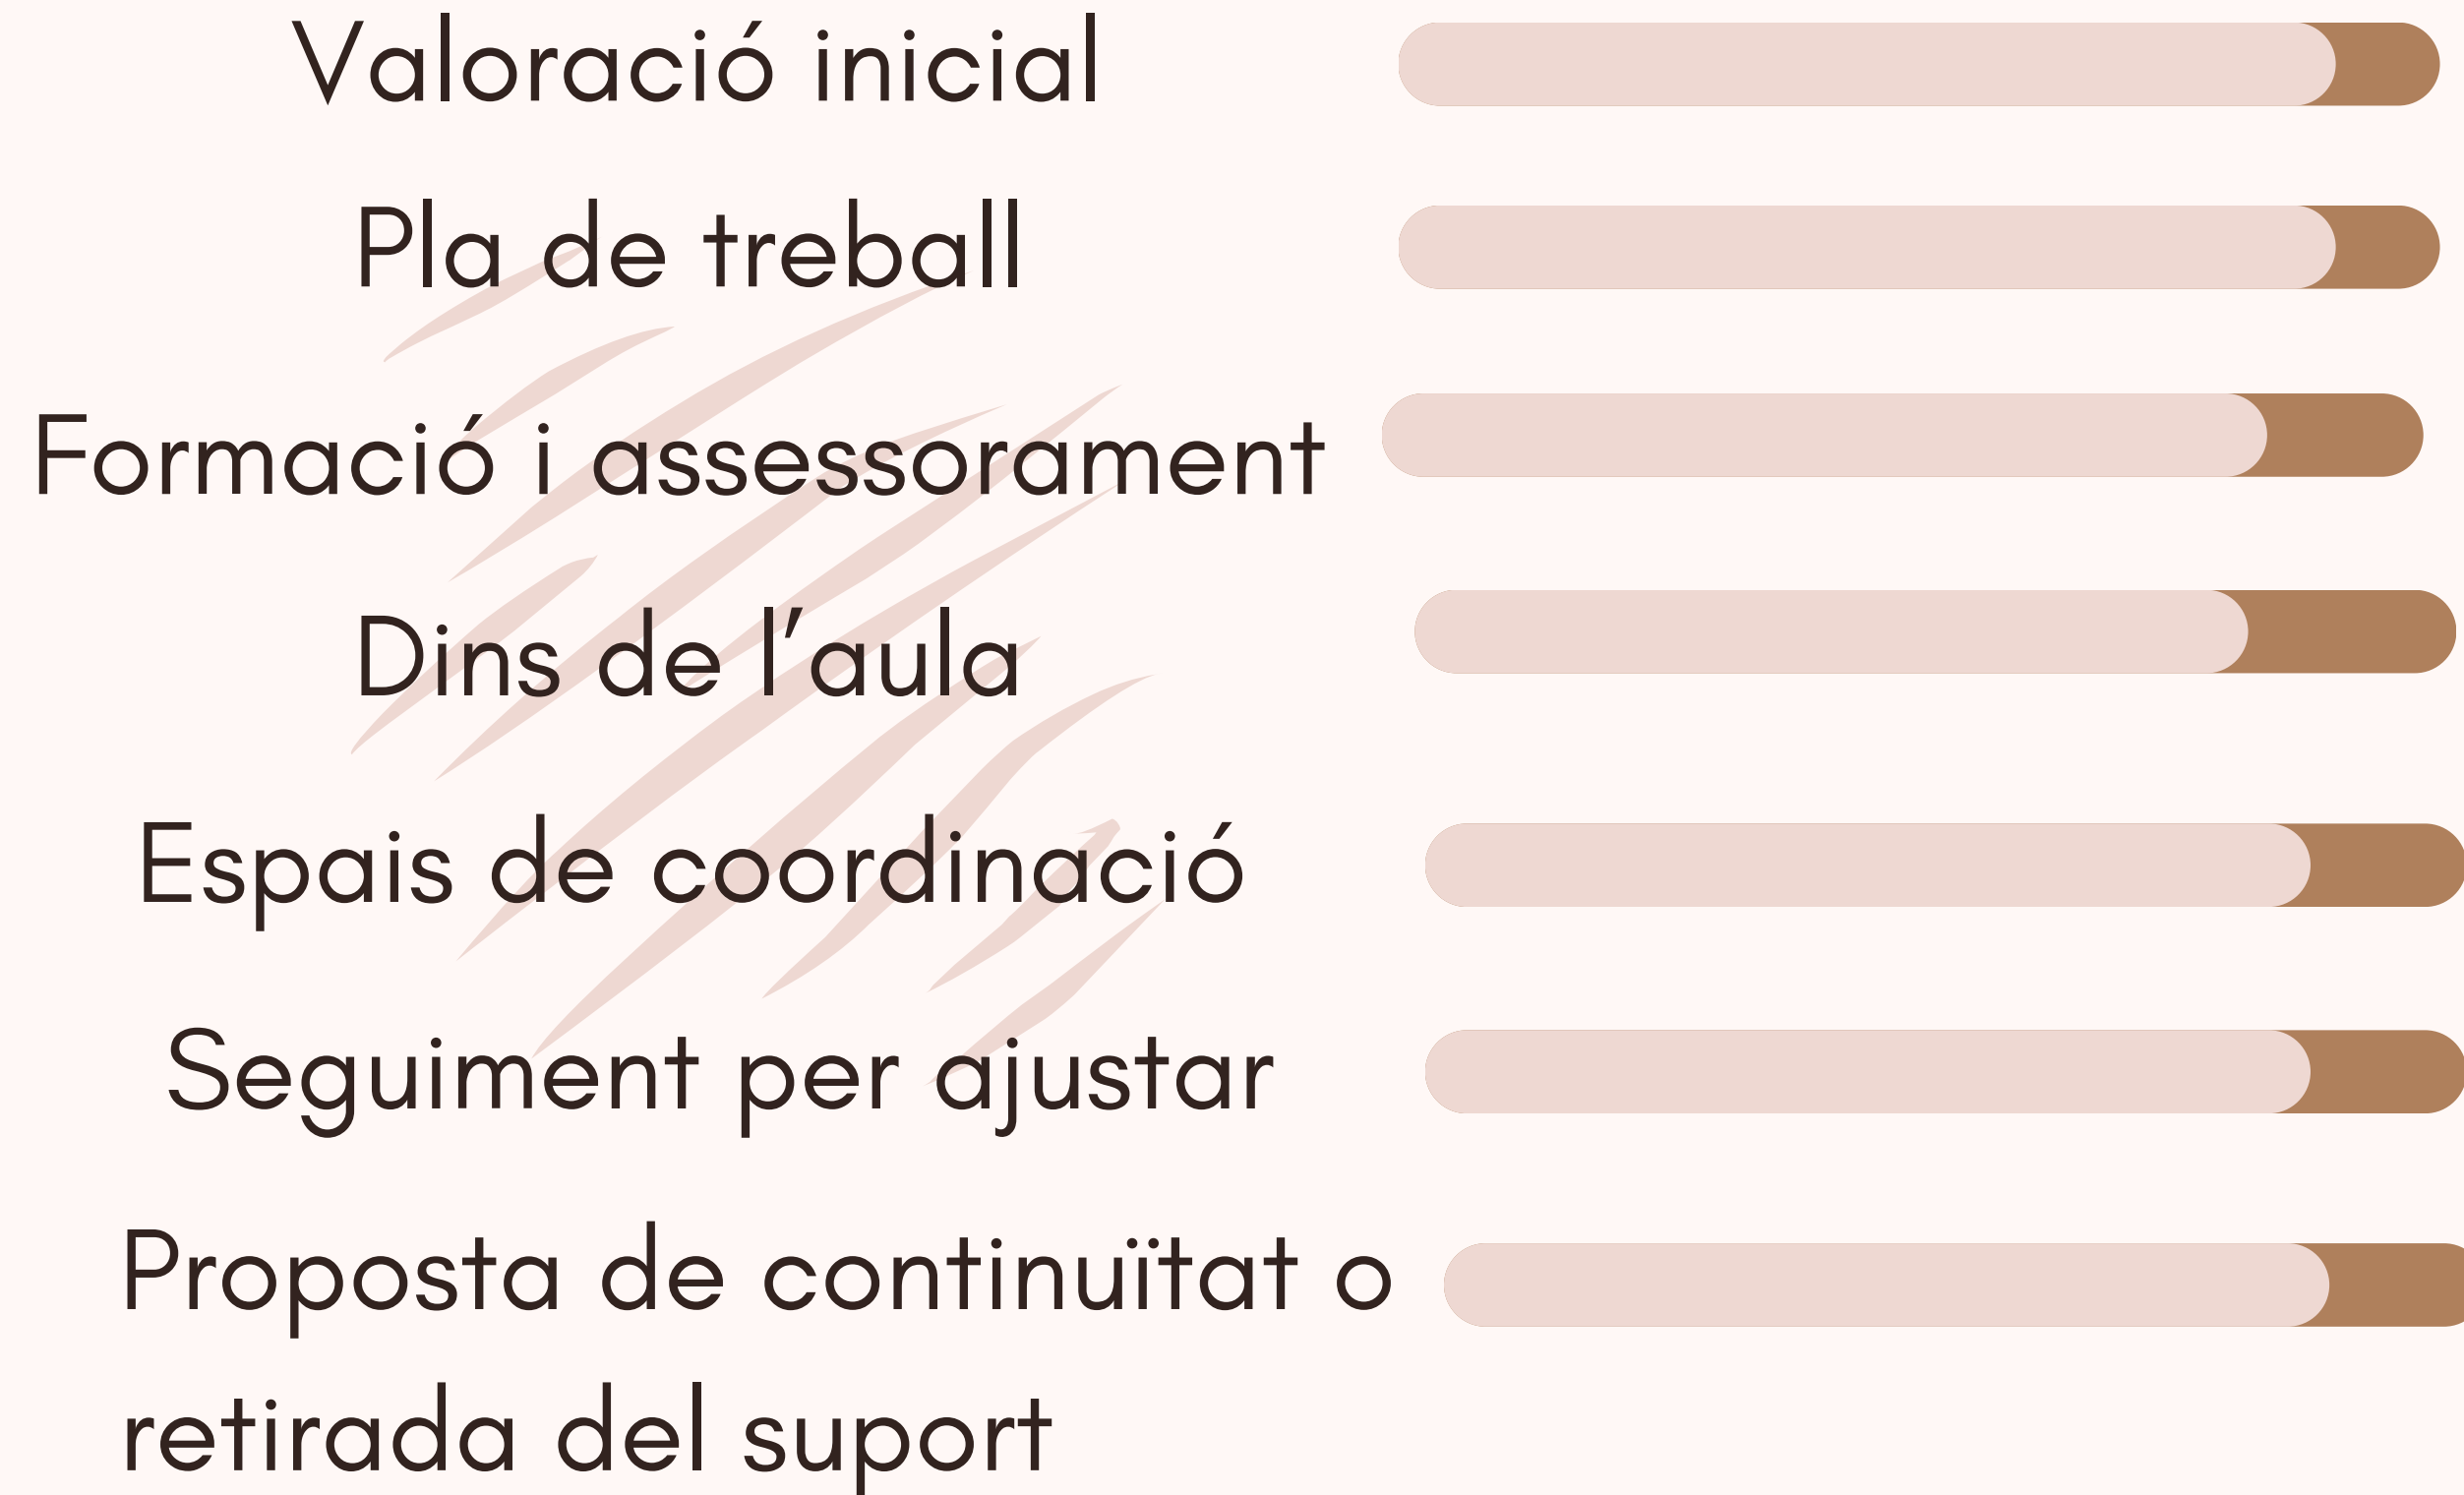 Valoració inicial
Pla de treball
Formació i assessorament
Dins de l'aula
Espais de coordinació
Seguiment per ajustar
Proposta de continuïtat o
retirada del suport